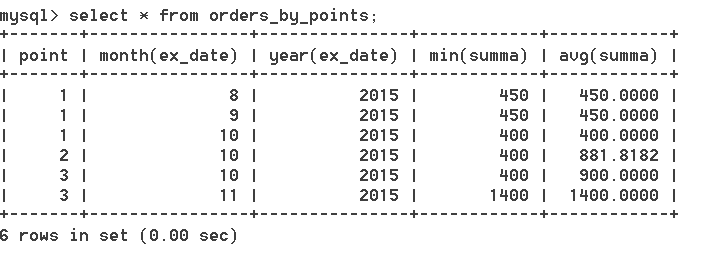 mysql> select * from orders_by_points;
+-------+----------------+---------------+------------+------------+
| point | month(ex_date) | year(ex_date) | min(summa) | avg(summa) |
+-------+----------------+---------------+------------+------------+
|     1 |              8 |          2015 |        450 |   450.0000 |
|     1 |              9 |          2015 |        450 |   450.0000 |
|     1 |             10 |          2015 |        400 |   400.0000 |
|     2 |             10 |          2015 |        400 |   881.8182 |
|     3 |             10 |          2015 |        400 |   900.0000 |
|     3 |             11 |          2015 |       1400 |  1400.0000 |
+-------+----------------+---------------+------------+------------+
6 rows in set (0.00 sec)